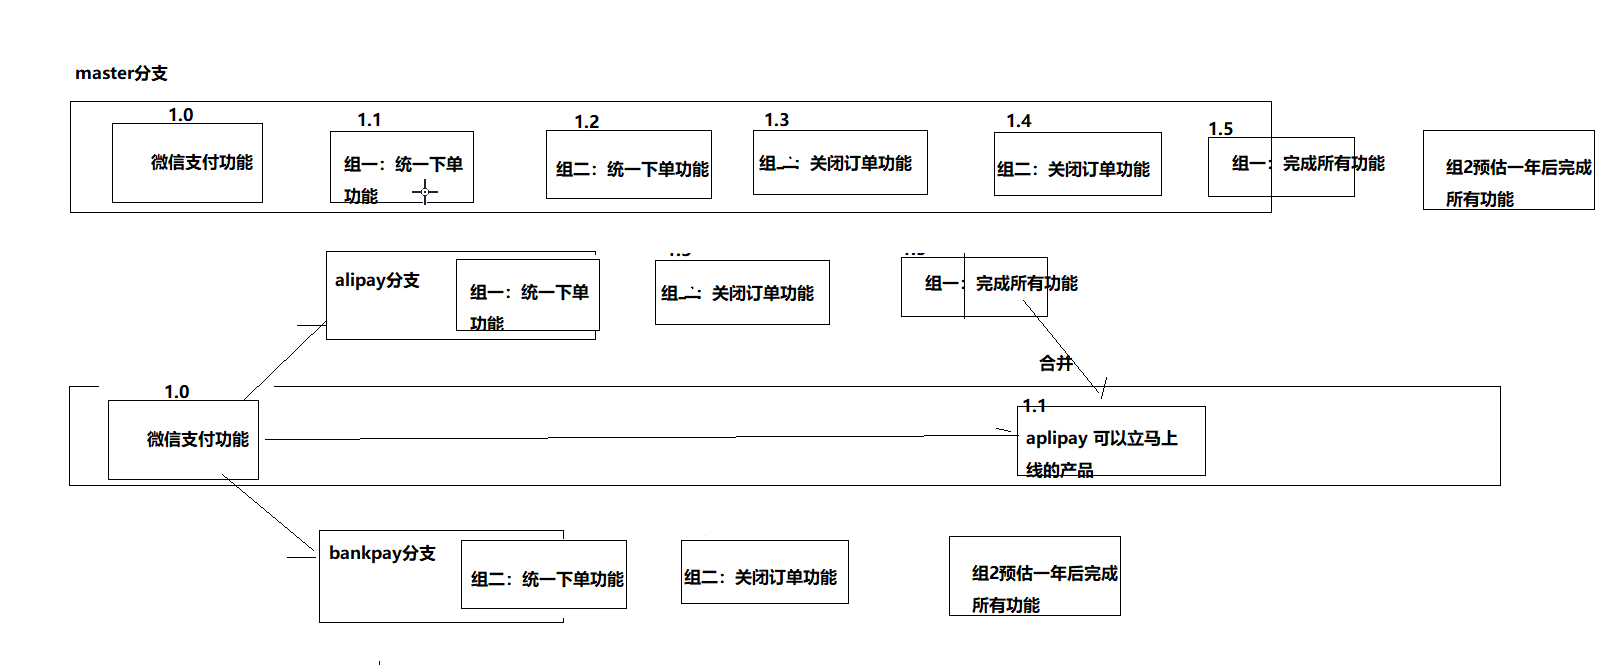 master分支
1.0
1.1
1.2
1.3
1.4
1.5
微信支付功能
组一：统一下单
功能
组二：统一下单功能
组二：关闭订单功能
组二：关闭订单功能
组一：完成所有功能
组2预估一年后完成
所有功能
alipay分支
组一：统一下单
功能
组二：关闭订单功能
组一：完成所有功能
合并
1.0
微信支付功能
1.1
aplipay 可以立马上
线的产品
bankpay分支
组二：统一下单功能
组二：关闭订单功能
组2预估一年后完成
所有功能